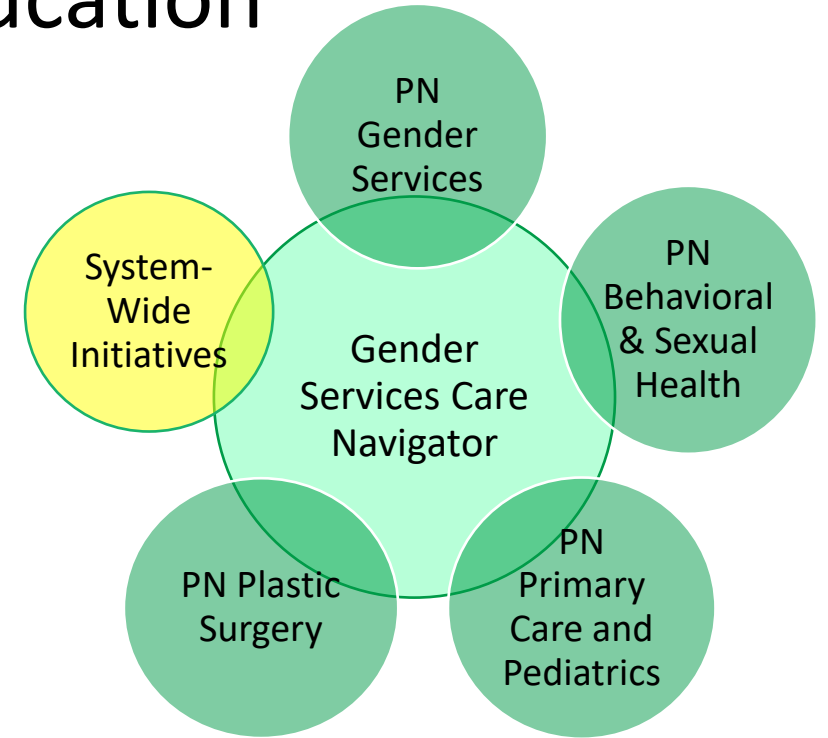 ucation
PN
Gender
Services
System-
Wide
Initiatives
PN
Behavioral
& Sexual
Health
Gender
Services Care
Navigator
PN Plastic
Surgery
PN
Primary
Care and
Pediatrics